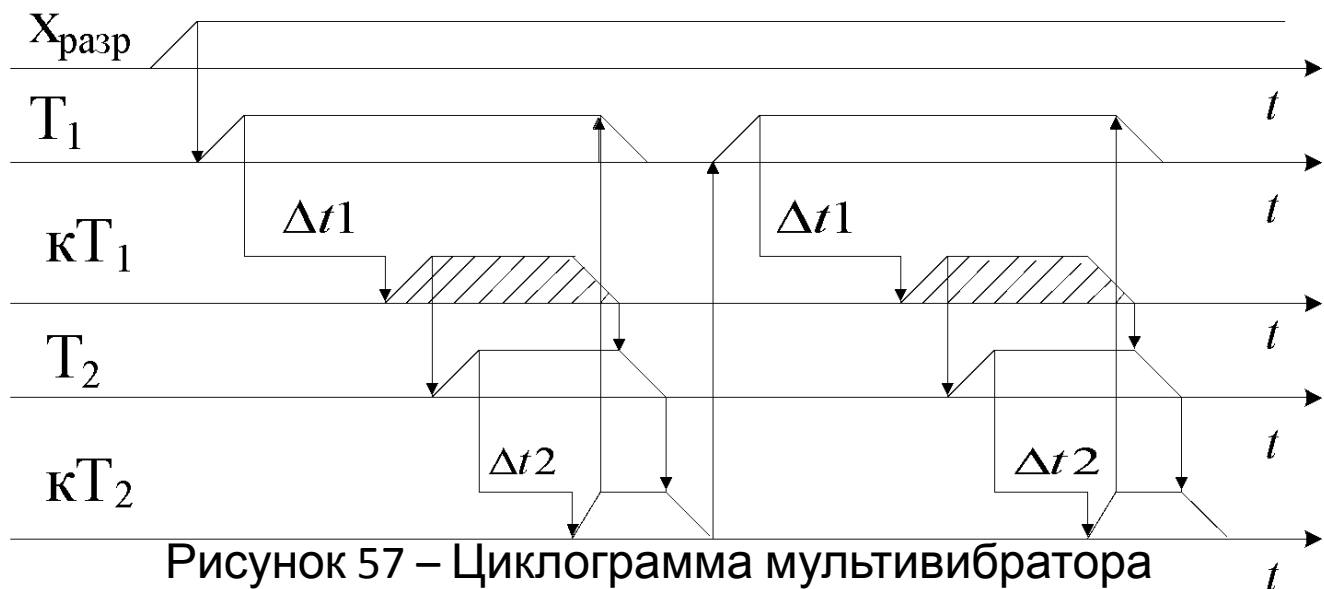 Xразр
t
T1
t
Δt1 Δt1
кT1
t
T2
t
Δt2 Δt2
кT2
Рисунок 57 – Циклограмма мультивибратора
t